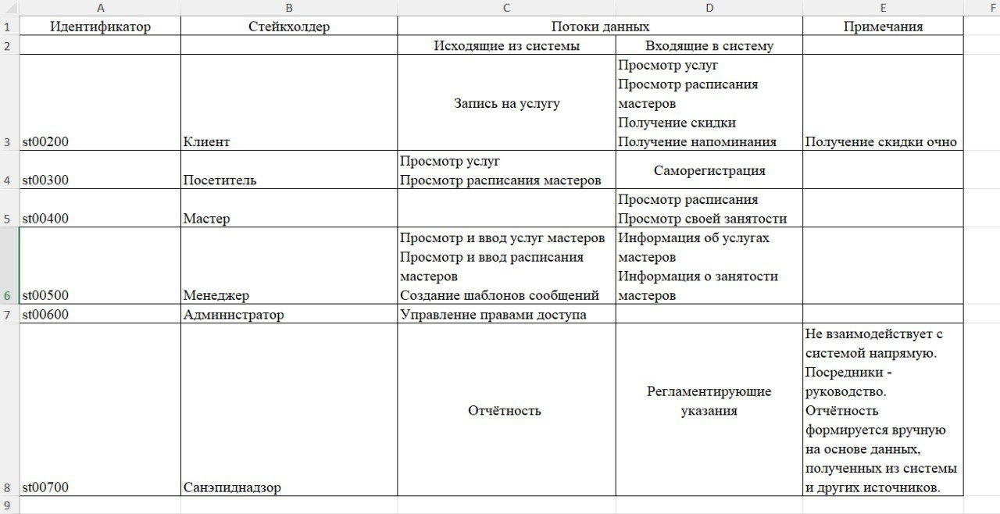 A B C D E F
1 Идентификатор Стейкхолдер Потоки данных Примечания
2 Исходящие из системы Входящие в систему
Просмотр услуг
Просмотр расписания
Запись на услугу
мастеров
Получение скидки
3 st00200 Клиент Получение напоминания Получение скидки очно
Просмотр услуг
Саморегистрация
4 st00300 Посетитель Просмотр расписания мастеров
Просмотр расписания
5 st00400 Мастер Просмотр своей занятости
Просмотр и ввод услуг мастеров Информация об услугах
Просмотр и ввод расписания мастеров
мастеров Информация о занятости
6 st00500 Менеджер Создание шаблонов сообщений мастеров
7 st00600 Администратор Управление правами доступа
Не взаимодействует с
системой напрямую.
Посредники -
Регламентирующие
руководство.
Отчётность указания Отчётность
формируется вручную
на основе данных,
полученных из системы
8 st00700 Санэпиднадзор и других источников.
9